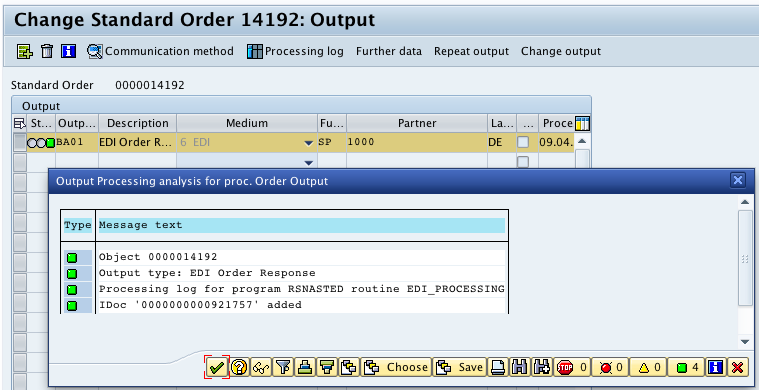 Change Standard Order 14192: Output
Communication method Processing log Further data Repeat output Change output
Standard Order 0000014192
Output
St... Outp... Description Medium Fu... Partner La... ... Proce
BA01 EDI Order R... 6 EDI SP 1000 DE 09.04.
Output Processing analysis for proc. Order Output
Type Message text
Object 0000014192
Output type: EDI Order Response
Processing log for program RSNASTED routine EDI_PROCESSING
IDoc '0000000000921757' added
Choose Save STOP 0 0 0 4